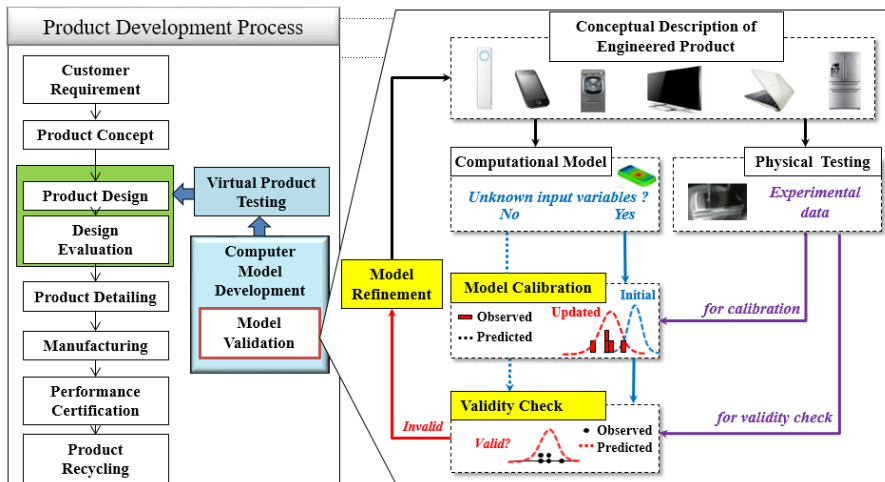 Product Development Process
Customer
Requirement
Product Concept
Product Design
Design
Evaluation
Product Detailing
Manufacturing
Performance
Certification
Product
Recycling
Virtual Product
Testing
Computer
Model
Development
Model
Validation
Conceptual Description of
Engineered Product
Computational Model
Unknown input variables ?
No
Yes
Physical Testing
Experimental
data
Model
Refinement
Model Calibration
Observed
Predicted
Updated
Initial
for calibration
Validity Check
Valid?
Observed
Predicted
Invalid
for validity check